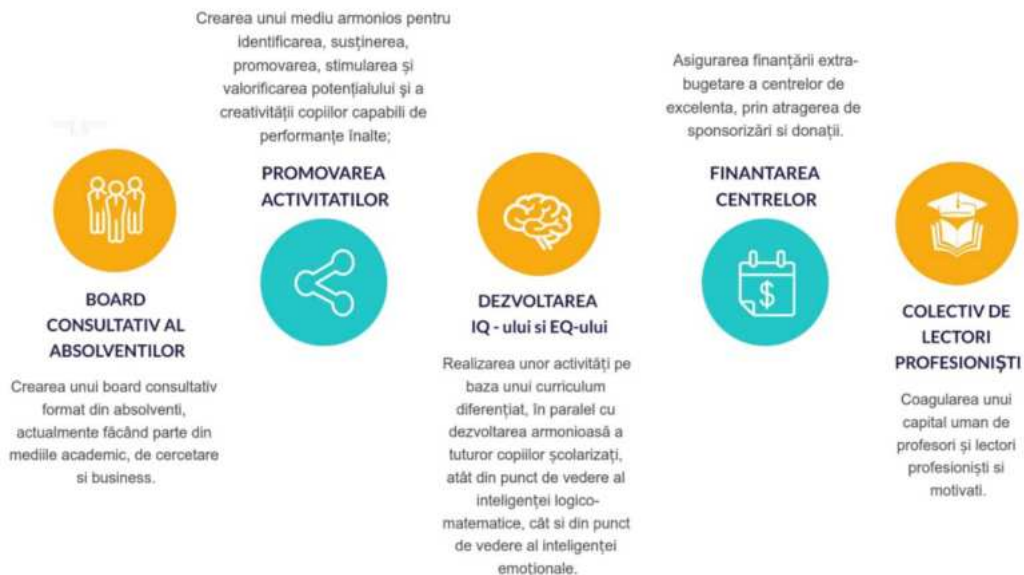 Crearea unui mediu armonios pentru
identificarea, susținerea,
promovarea, stimularea și
valorificarea potențialului şi a
creativității copiilor capabili de
performanțe înalte;
PROMOVAREA
ACTIVITATILOR
Asigurarea finanțării extra-
bugetare a centrelor de
excelenta, prin atragerea de
sponsorizări si donații.
FINANTAREA
CENTRELOR
$
BOARD
CONSULTATIV AL
ABSOLVENTILOR
Crearea unui board consultativ
format din absolventi,
actualmente făcând parte din
mediile academic, de cercetare
si business.
DEZVOLTAREA
IQ - ului si EQ-ului
Realizarea unor activități pe
baza unui curriculum
diferențiat, în paralel cu
dezvoltarea armonioasă a
tuturor copiilor școlarizați,
atât din punct de vedere al
inteligenței logico-
matematice, cât si din punct
de vedere al inteligenței
emoționale.
COLECTIV DE
LECTORI
PROFESIONIȘTI
Coagularea unui
capital uman de
profesori și lectori
profesioniști si
motivati.